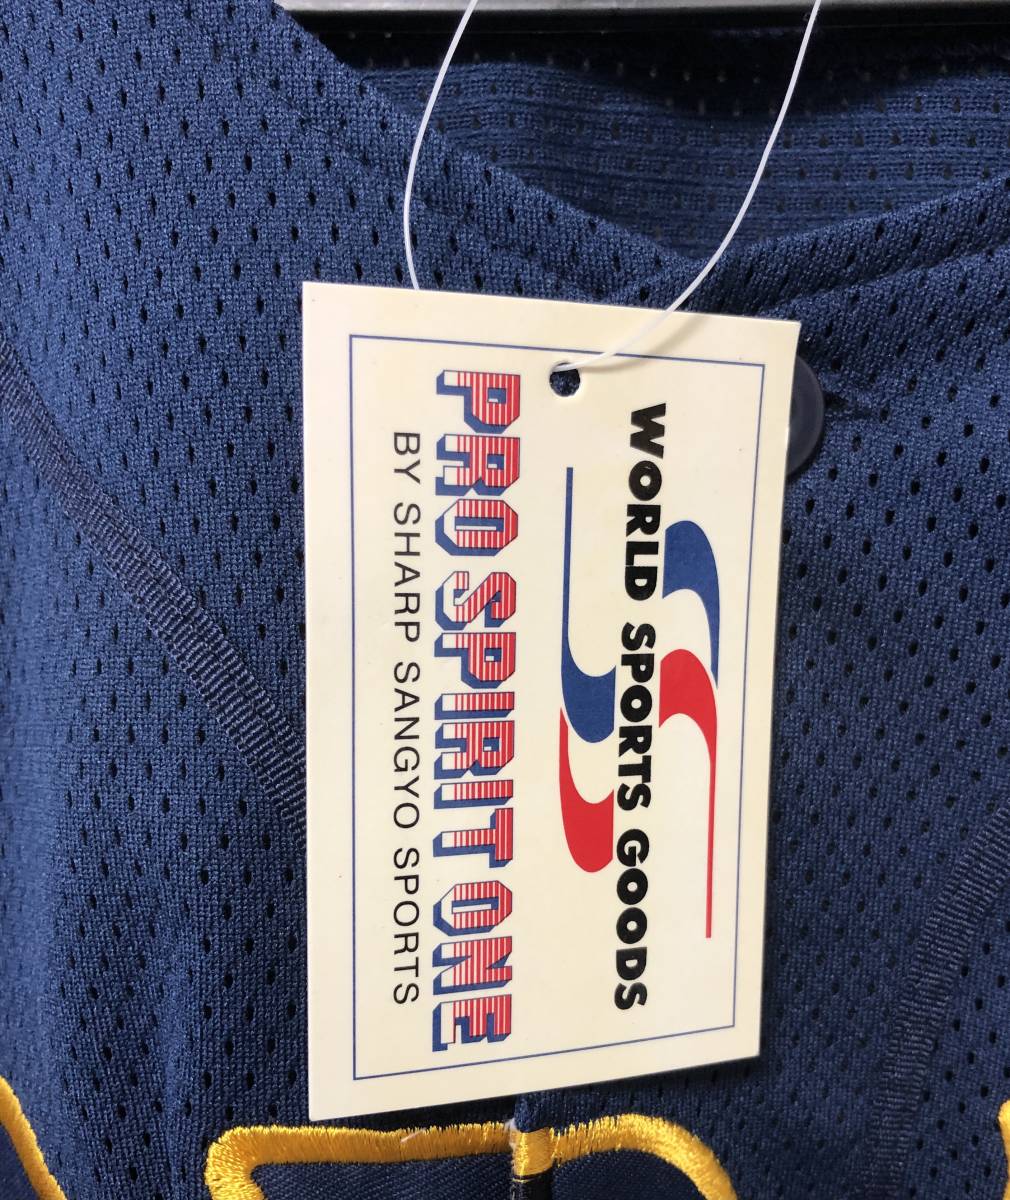 WORLD SPORTS GOODS
PRO SPIRIT ONE
BY SHARP SANGYO SPORTS